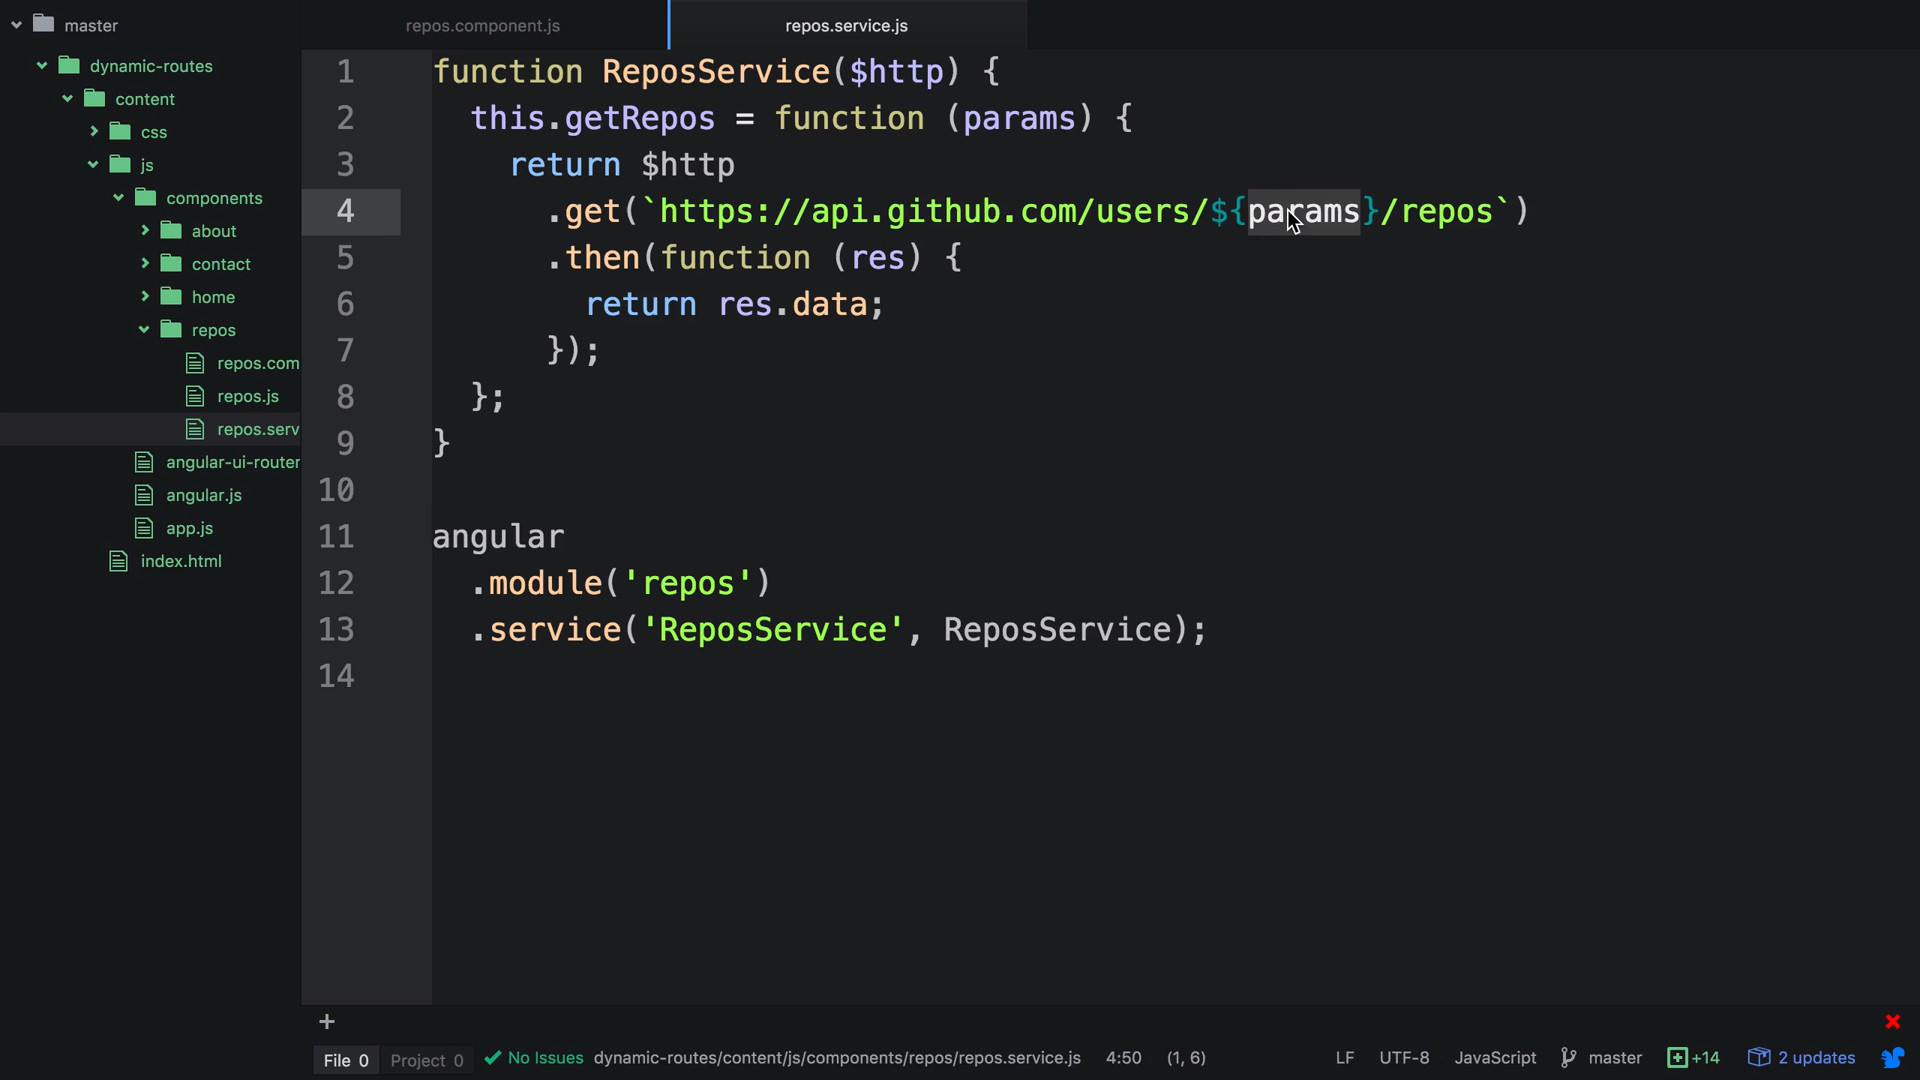 master
dynamic-routes
content
css
js
components
about
contact
home
repos
repos.com
repos.js
repos.serv
angular-ui-router
angular.js
app.js
index.html
repos.component.js
repos.service.js
1 function ReposService($http) {
2 this.getRepos = function (params) {
3 return $http
4 .get(`https://api.github.com/users/${params}/repos`)
5 .then(function (res) {
6 return res.data;
7 });
8 };
9 }
10
11 angular
12 .module('repos')
13 .service('ReposService', ReposService);
14
+
File 0 Project 0 No Issues dynamic-routes/content/js/components/repos/repos.service.js 4:50 (1, 6) LF UTF-8 JavaScript master +14 2 updates